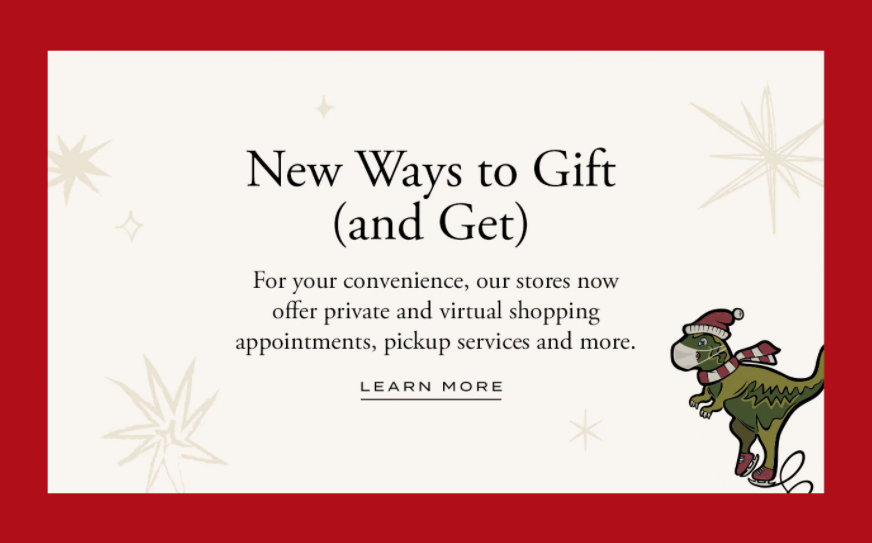 New Ways to Gift
(and Get)
For your convenience, our stores now
offer private and virtual shopping
appointments, pickup services and more.
LEARN MORE